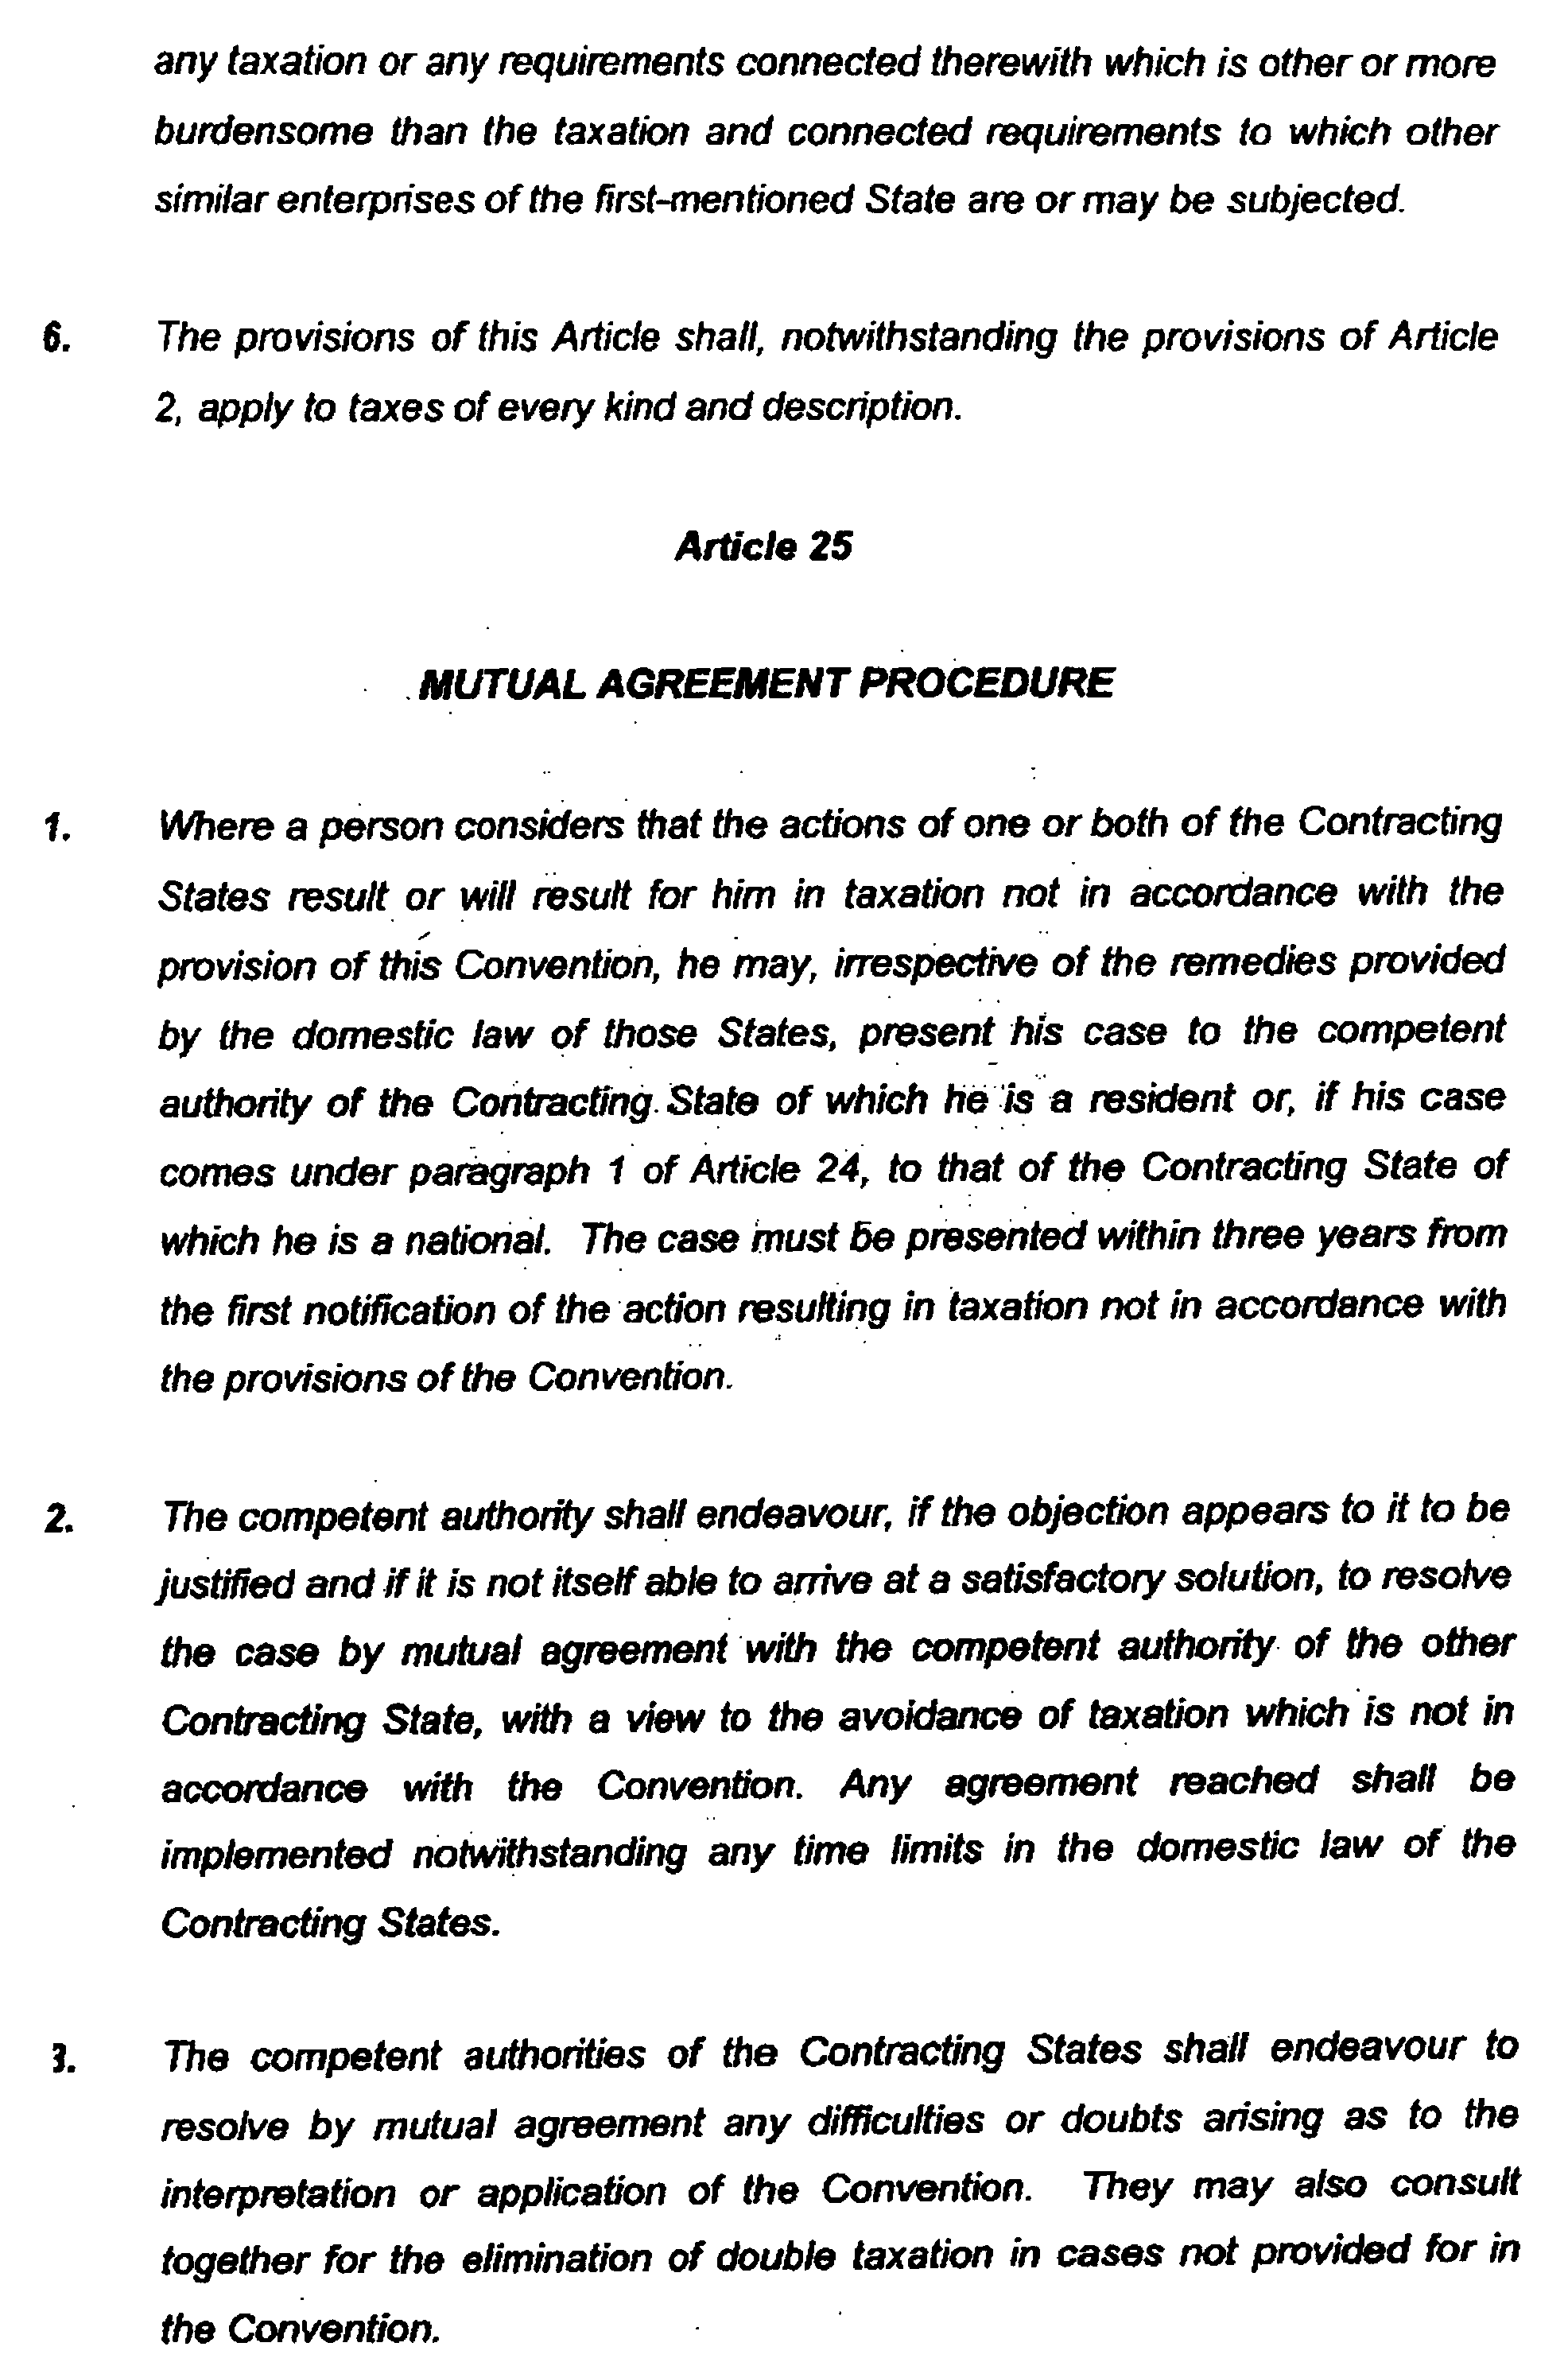 any taxation or any requirements connected therewith which is other or more
burdensome than the taxation and connected requirements to which other
similar enterprises of the first-mentioned State are or may be subjected.
6. The provisions of this Article shall, notwithstanding the provisions of Article
2, apply to taxes of every kind and description.
Article 25
MUTUAL AGREEMENT PROCEDURE
1. Where a person considers that the actions of one or both of the Contracting
States result or will result for him in taxation not in accordance with the
provision of this Convention, he may, irrespective of the remedies provided
by the domestic law of those States, present his case to the competent
authority of the Contracting State of which he is a resident or, if his case
comes under paragraph 1 of Article 24, to that of the Contracting State of
which he is a national. The case must be presented within three years from
the first notification of the action resulting in taxation not in accordance with
the provisions of the Convention.
2. The competent authority shall endeavour, if the objection appears to it to be
justified and if it is not itself able to arrive at a satisfactory solution, to resolve
the case by mutual agreement with the competent authority of the other
Contracting State, with a view to the avoidance of taxation which is not in
accordance with the Convention. Any agreement reached shall be
implemented notwithstanding any time limits in the domestic law of the
Contracting States.
3. The competent authorities of the Contracting States shall endeavour to
resolve by mutual agreement any difficulties or doubts arising as to the
interpretation or application of the Convention. They may also consult
together for the elimination of double taxation in cases not provided for in
the Convention.